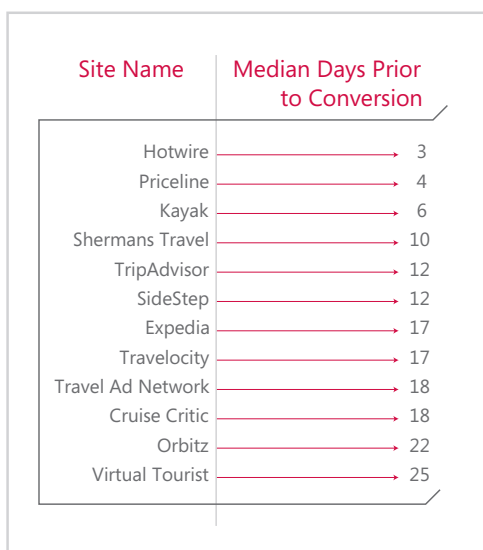 Site Name
Median Days Prior
to Conversion
Hotwire 3
Priceline 4
Kayak 6
Shermans Travel 10
TripAdvisor 12
SideStep 12
Expedia 17
Travelocity 17
Travel Ad Network 18
Cruise Critic 18
Orbitz 22
Virtual Tourist 25